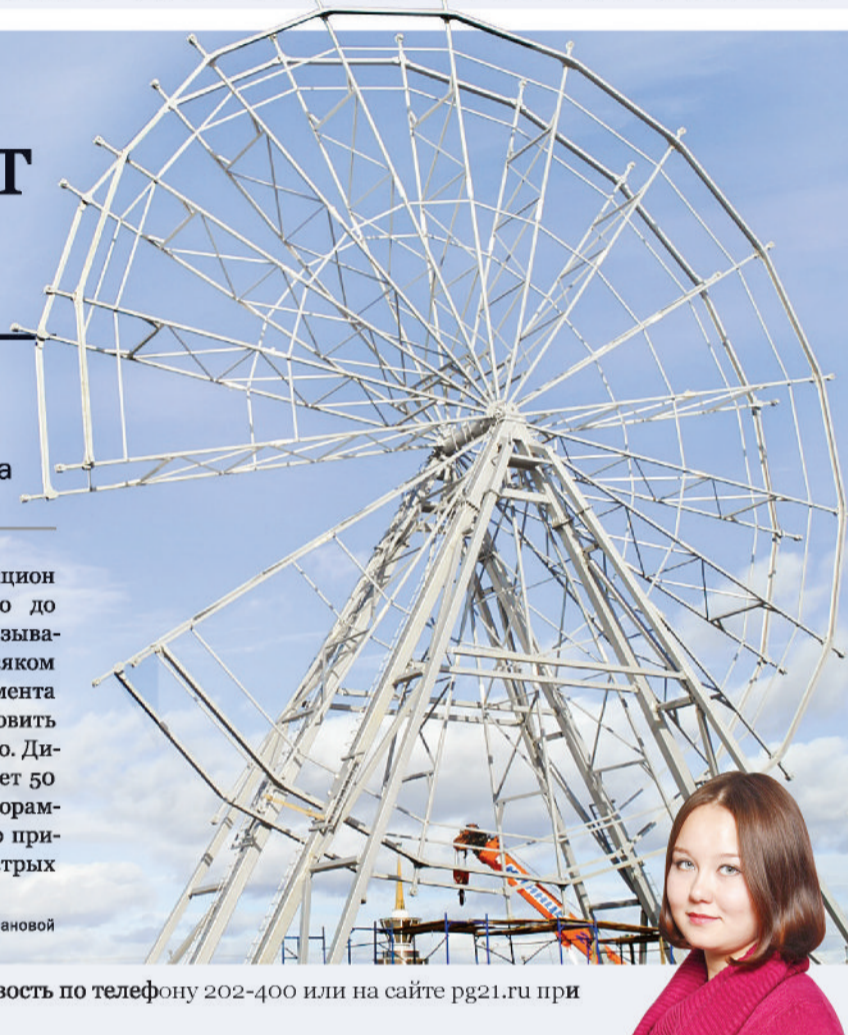 т
а
цион
о до
зыва-
яком
мента
овить
о. Ди-
ет 50
орам-
о при-
трых
ановой
вость по телефону 202-400 или на сайте pg21.ru при